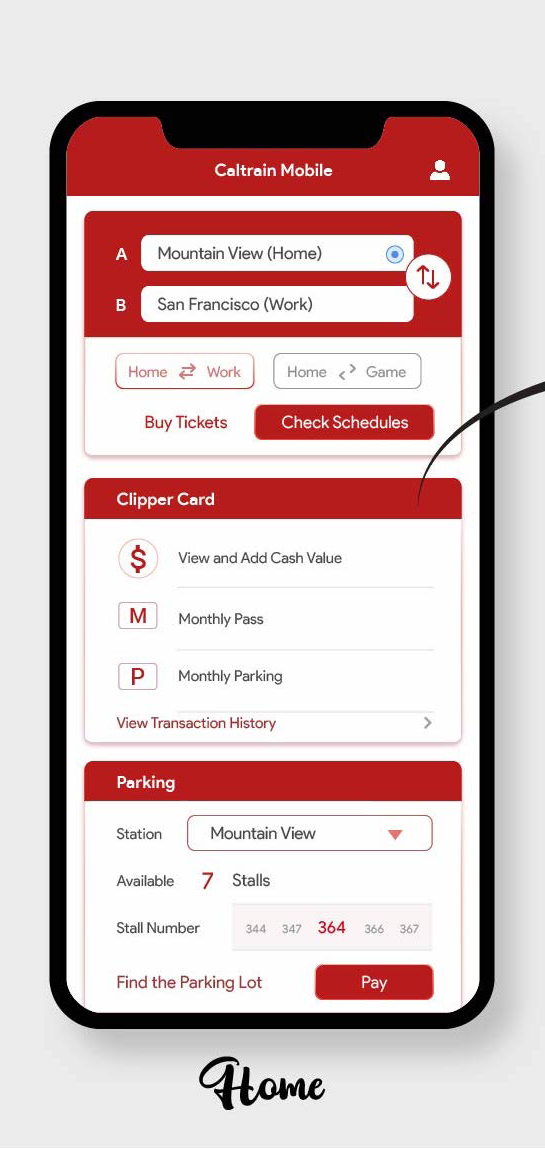 Caltrain Mobile
A Mountain View (Home)
B San Francisco (Work)
Home Work Home Game
Buy Tickets Check Schedules
Clipper Card
$ View and Add Cash Value
M Monthly Pass
P Monthly Parking
View Transaction History
Parking
Station Mountain View
Available 7 Stalls
Stall Number 344 347 364 366 367
Find the Parking Lot Pay
Home